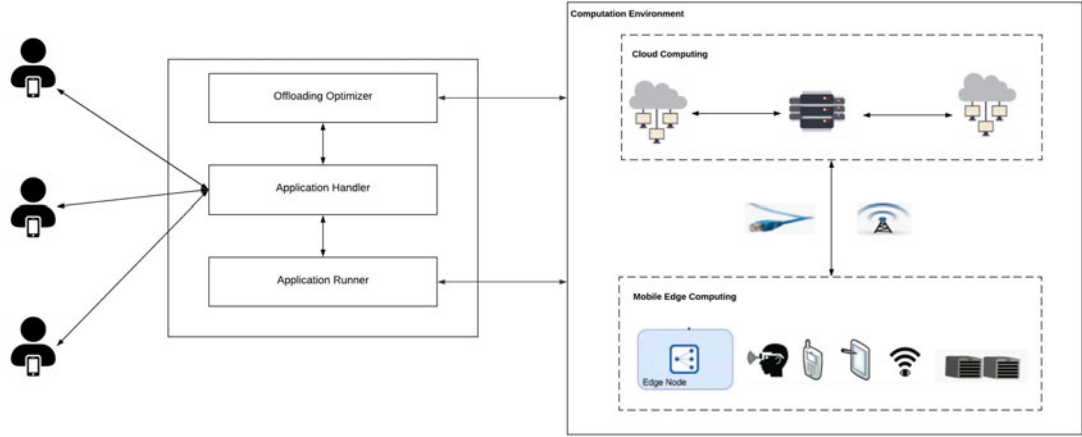 Computation Environment
Cloud Computing
Offloading Optimizer
Application Handler
Application Runner
Mobile Edge Computing
Edge Node